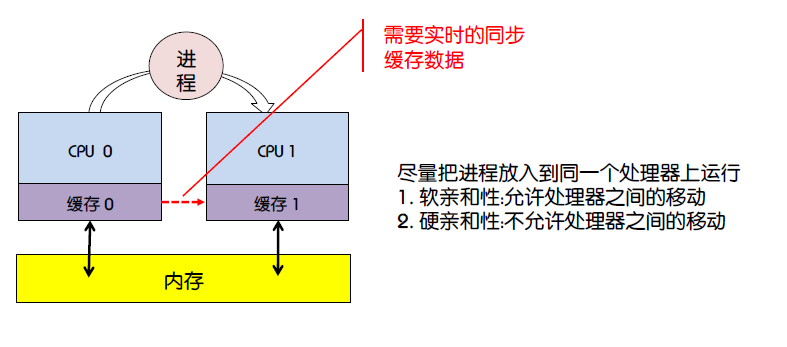 进
程
需要实时的同步
缓存数据
CPU 0
CPU 1
缓存 0
缓存 1
内存
尽量把进程放入到同一个处理器上运行
1. 软亲和性:允许处理器之间的移动
2. 硬亲和性:不允许处理器之间的移动